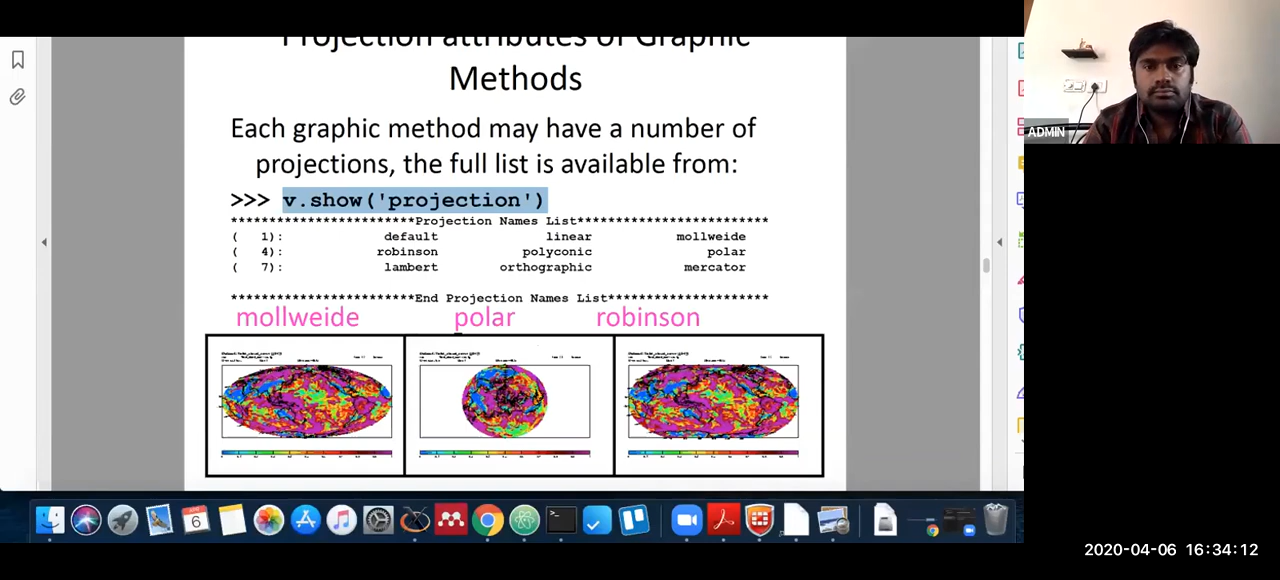 Projection attributes of Graphic
Methods
Each graphic method may have a number of
projections, the full list is available from:
>>> v.show('projection')
************************Projection Names List*************************
( 1): default linear mollweide
( 4): robinson polyconic polar
( 7): lambert orthographic mercator
************************End Projection Names List*********************
mollweide polar robinson
ADMIN
6
2020-04-06 16:34:12